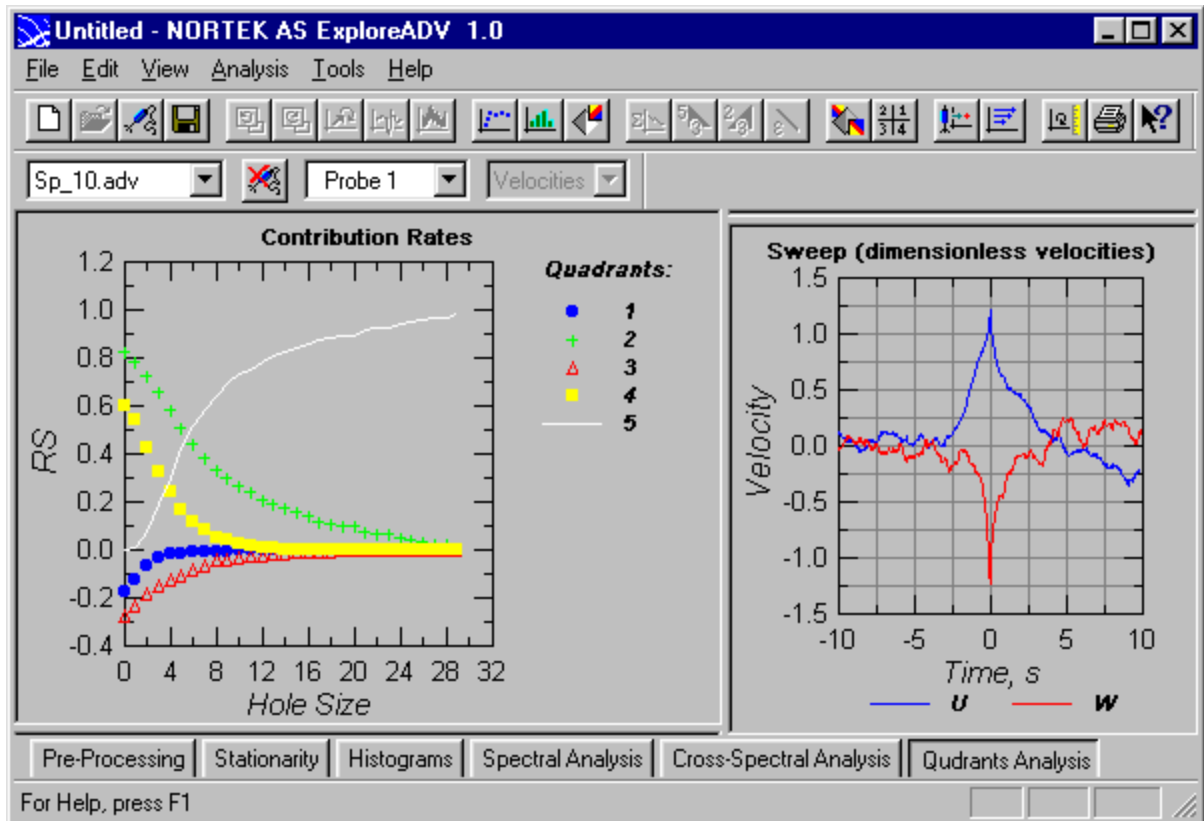 Untitled - NORTEK AS ExploreADV 1.0
File Edit View Analysis Tools Help
Sp_10.adv Probe 1 Velocities
Contribution Rates
1.2
1.0
0.8
0.6
0.4
0.2
0.0
-0.2
-0.4
RS
0 4 8 12 16 20 24 28 32
Hole Size
Quadrants:
1
2
3
4
5
Sweep (dimensionless velocities)
1.5
1.0
0.5
0.0
-0.5
-1.0
-1.5
Velocity
-10 -5 0 5 10
Time, s
U W
Pre-Processing Stationarity Histograms Spectral Analysis Cross-Spectral Analysis Qudrants Analysis
For Help, press F1